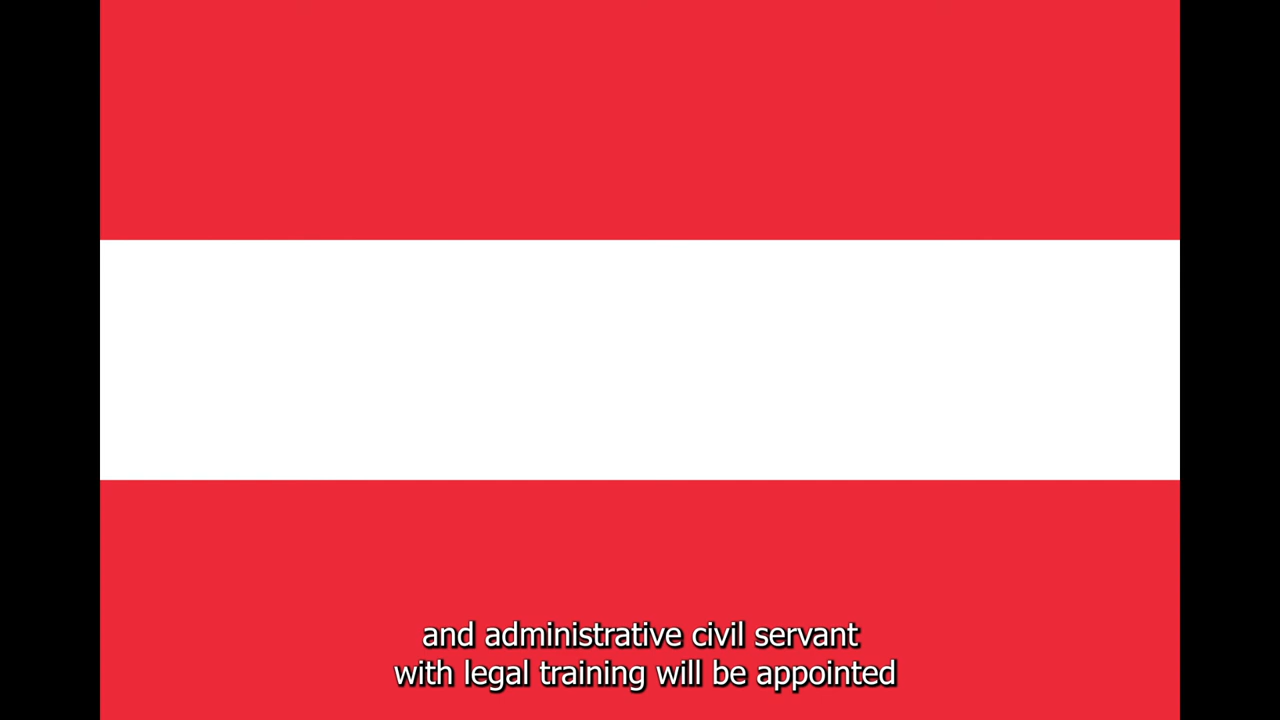 and administrative civil servant
with legal training will be appointed